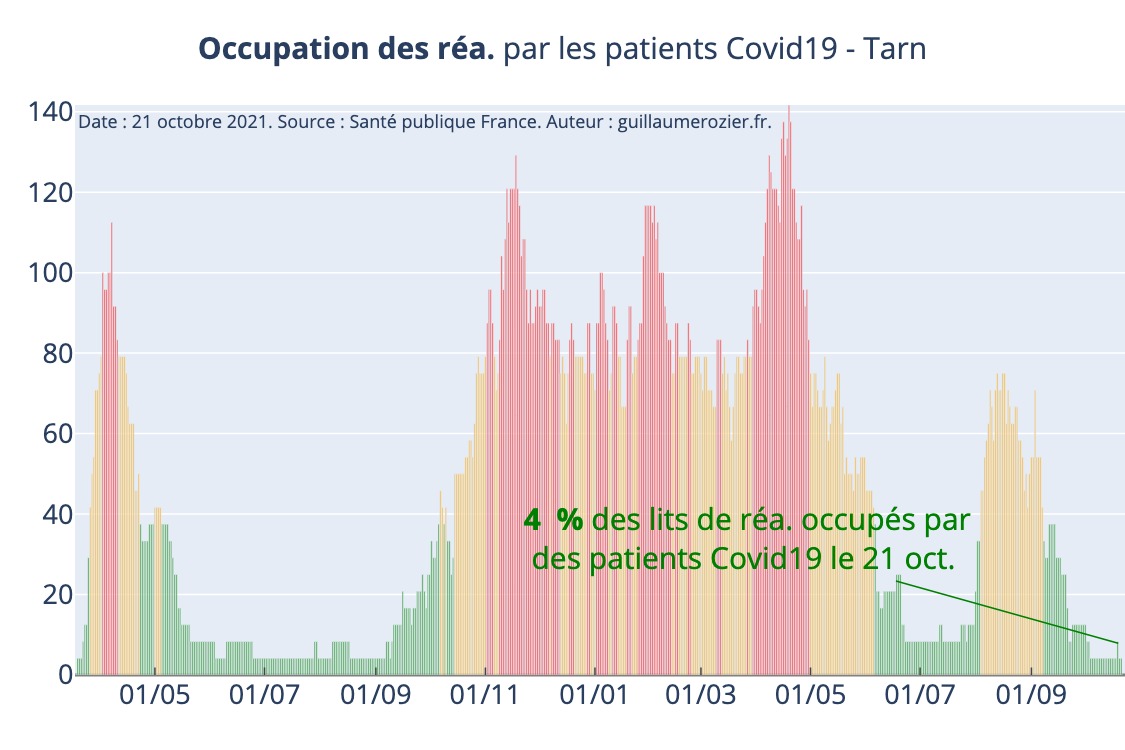 Occupation des réa. par les patients Covid19 - Tarn
140
Date : 21 octobre 2021. Source : Santé publique France. Auteur : guillaumerozier.fr.
120
100
80
60
40
4 % des lits de réa. occupés par
des patients Covid19 le 21 oct.
20
0
01/05 01/07 01/09 01/11 01/01 01/03 01/05 01/07 01/09